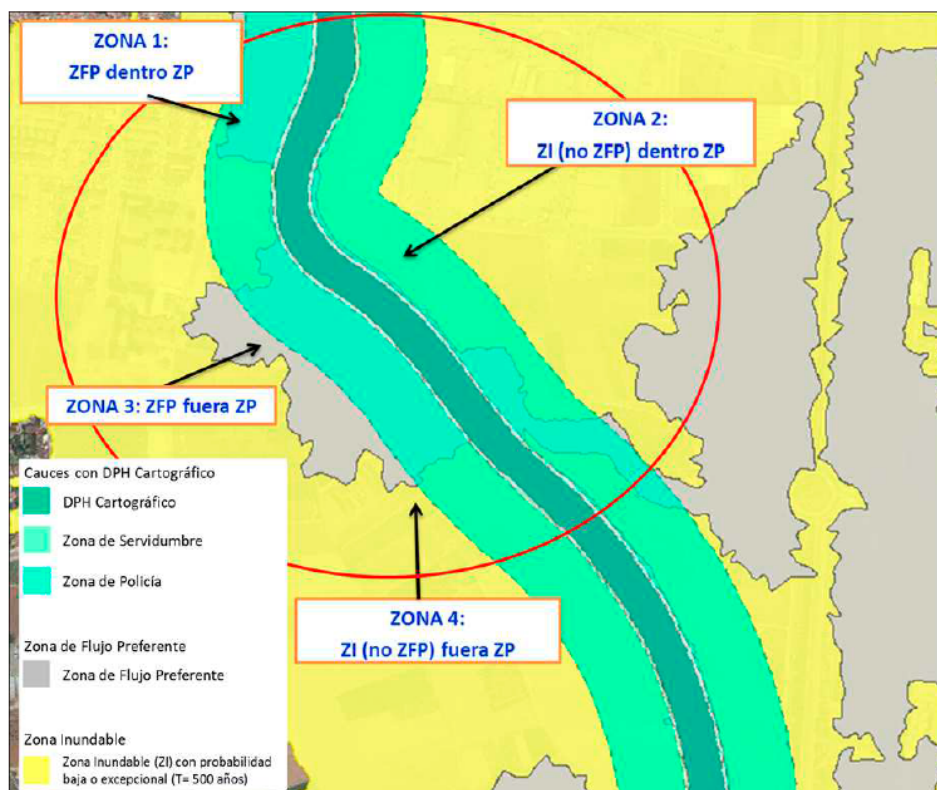 ZONA 1:
ZFP dentro ZP
ZONA 2:
ZI (no ZFP) dentro ZP
ZONA 3: ZFP fuera ZP
ZONA 4:
ZI (no ZFP) fuera ZP
Cauces con DPH Cartográfico
DPH Cartográfico
Zona de Servidumbre
Zona de Policía
Zona de Flujo Preferente
Zona de Flujo Preferente
Zona Inundable
Zona Inundable (ZI) con probabilidad
baja o excepcional (T= 500 años)